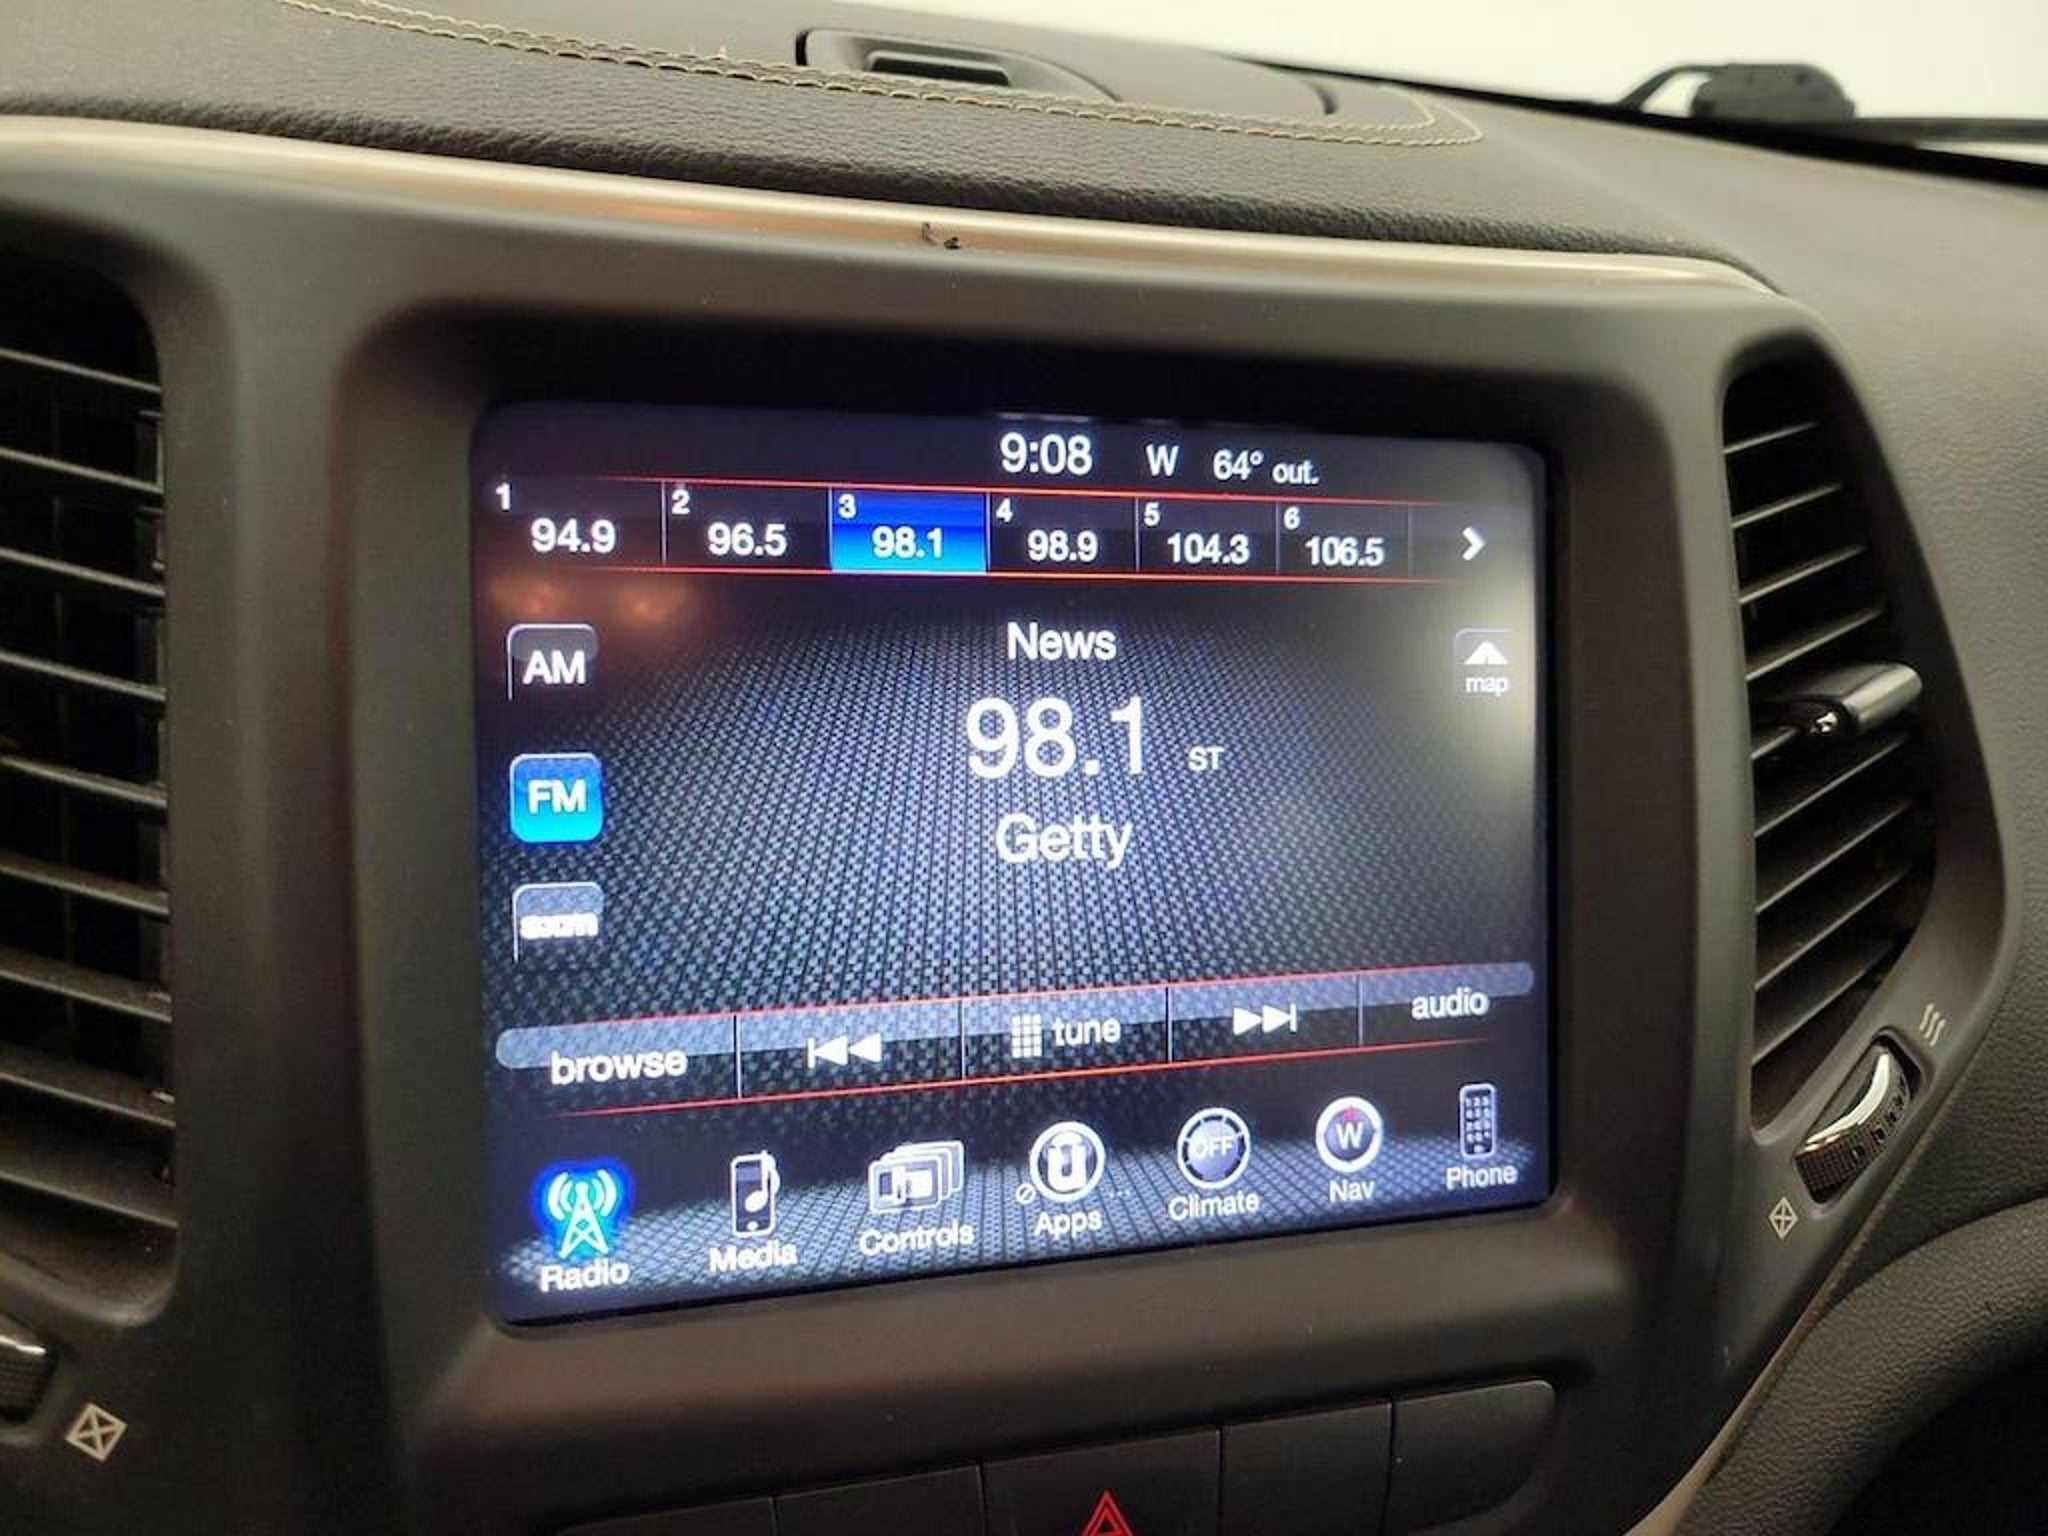 9:08 W 64° out.
1 2 3 4 5 6
94.9 96.5 98.1 98.9 104.3 106.5
News
AM
map
98.1 ST
FM
Getty
browse tune audio
OFF W
Radio Media Controls Apps Climate Nav Phone